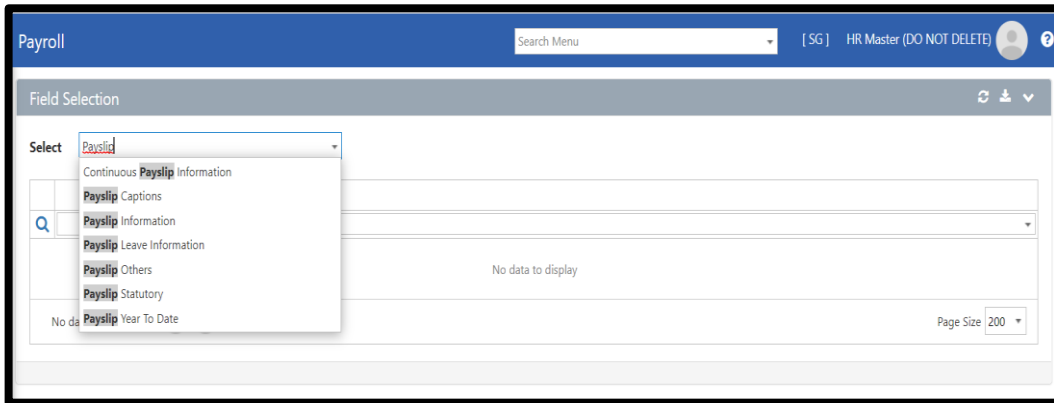 Payroll
Search Menu
[ SG ] HR Master (DO NOT DELETE)
Field Selection
Select Payslip
Continuous Payslip Information
Payslip Captions
Payslip Information
Payslip Leave Information
Payslip Others
No data to display
Payslip Statutory
Payslip Year To Date
No da
Page Size 200